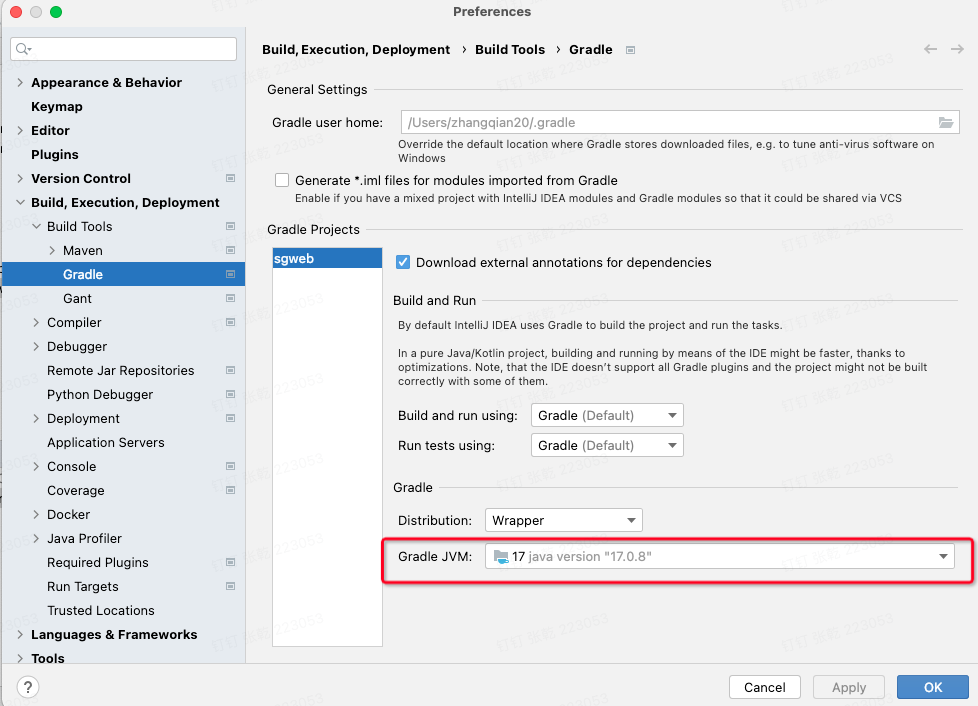 Preferences
Build, Execution, Deployment › Build Tools › Gradle
Appearance & Behavior
Keymap
Editor
Plugins
Version Control
Build, Execution, Deployment
Build Tools
Maven
Gradle
Gant
Compiler
Debugger
Remote Jar Repositories
Python Debugger
Deployment
Application Servers
Console
Coverage
Docker
Java Profiler
Required Plugins
Run Targets
Trusted Locations
Languages & Frameworks
Tools
General Settings
Gradle user home: /Users/zhangqian20/.gradle
Override the default location where Gradle stores downloaded files, e.g. to tune anti-virus software on
Windows
Generate *.iml files for modules imported from Gradle
Enable if you have a mixed project with IntelliJ IDEA modules and Gradle modules so that it could be shared via VCS
Gradle Projects
sgweb
Download external annotations for dependencies
Build and Run
By default IntelliJ IDEA uses Gradle to build the project and run the tasks.
In a pure Java/Kotlin project, building and running by means of the IDE might be faster, thanks to
optimizations. Note, that the IDE doesn't support all Gradle plugins and the project might not be built
correctly with some of them.
Build and run using: Gradle (Default)
Run tests using: Gradle (Default)
Gradle
Distribution: Wrapper
Gradle JVM: 17 java version "17.0.8"
?
Cancel
Apply
OK